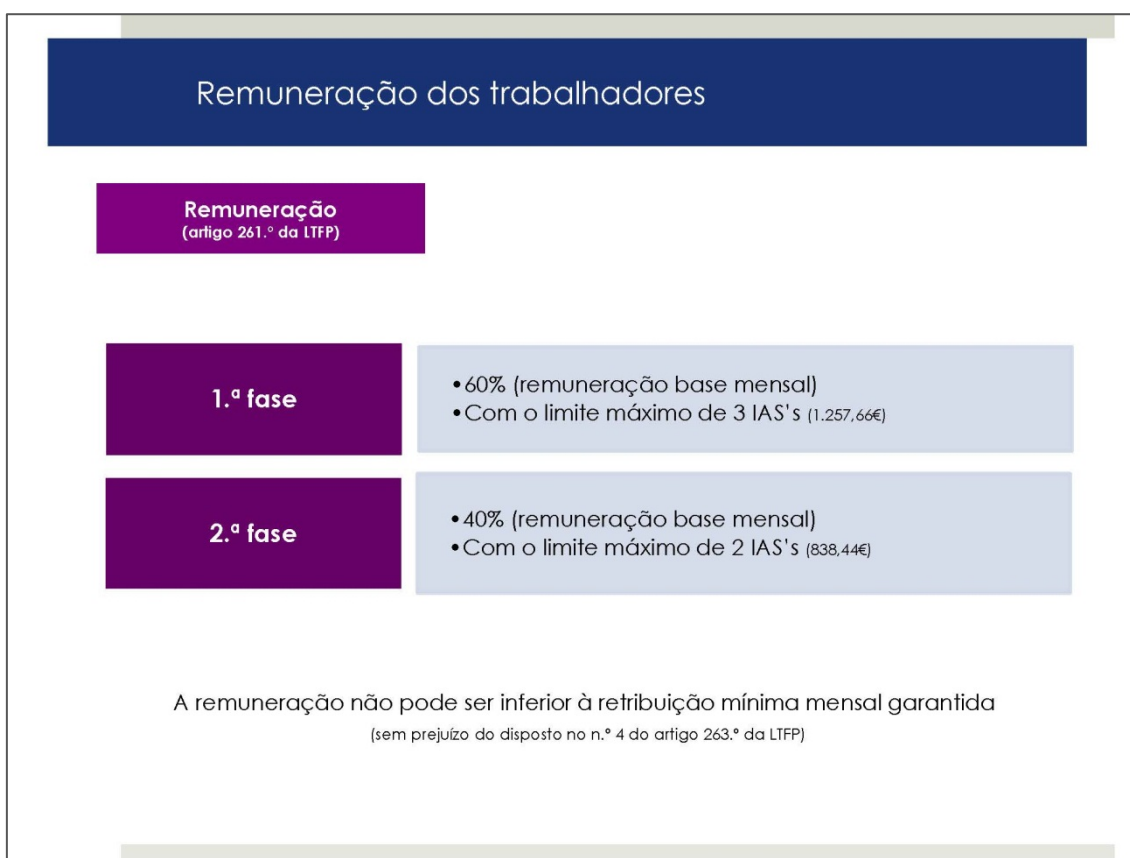 Remuneração dos trabalhadores
Remuneração
(artigo 261.º da LTFP)
1.ª fase
•60% (remuneração base mensal)
•Com o limite máximo de 3 IAS's (1.257,66€)
2.ª fase
•40% (remuneração base mensal)
•Com o limite máximo de 2 IAS's (838,44€)
A remuneração não pode ser inferior à retribuição mínima mensal garantida
(sem prejuízo do disposto no n.º 4 do artigo 263.º da LTFP)